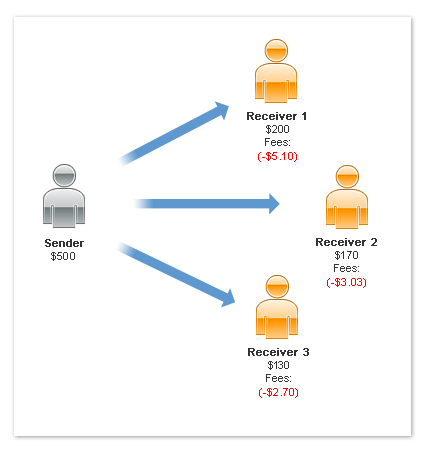 Receiver 1
$200
Fees:
(-$5.10)
Sender
$500
Receiver 2
$170
Fees:
(-$3.03)
Receiver 3
$130
Fees:
(-$2.70)